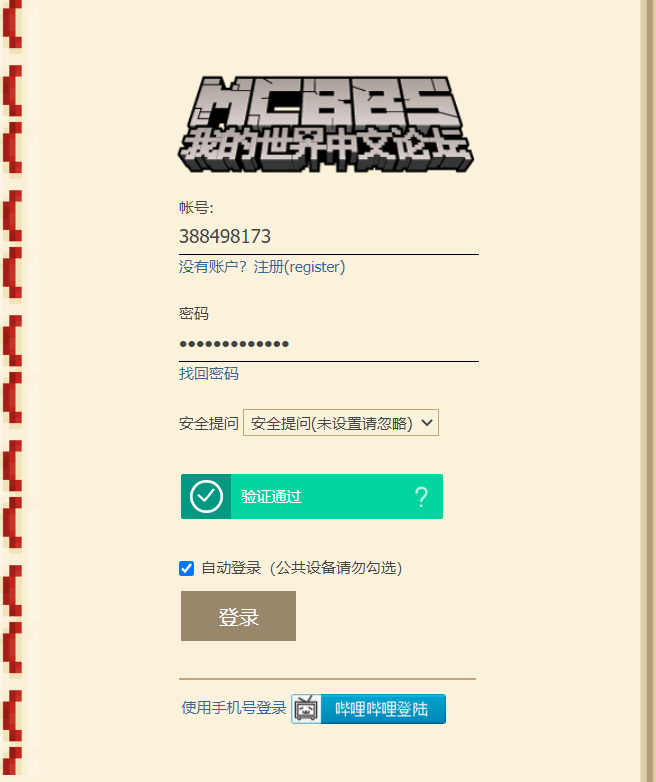 MCBBS
我的世界中文论坛
帐号:
388498173
没有账户？注册(register)
密码
•••••••••••••
找回密码
安全提问 安全提问(未设置请忽略)
验证通过 ?
自动登录（公共设备请勿勾选）
登录
使用手机号登录 哔哩哔哩登陆